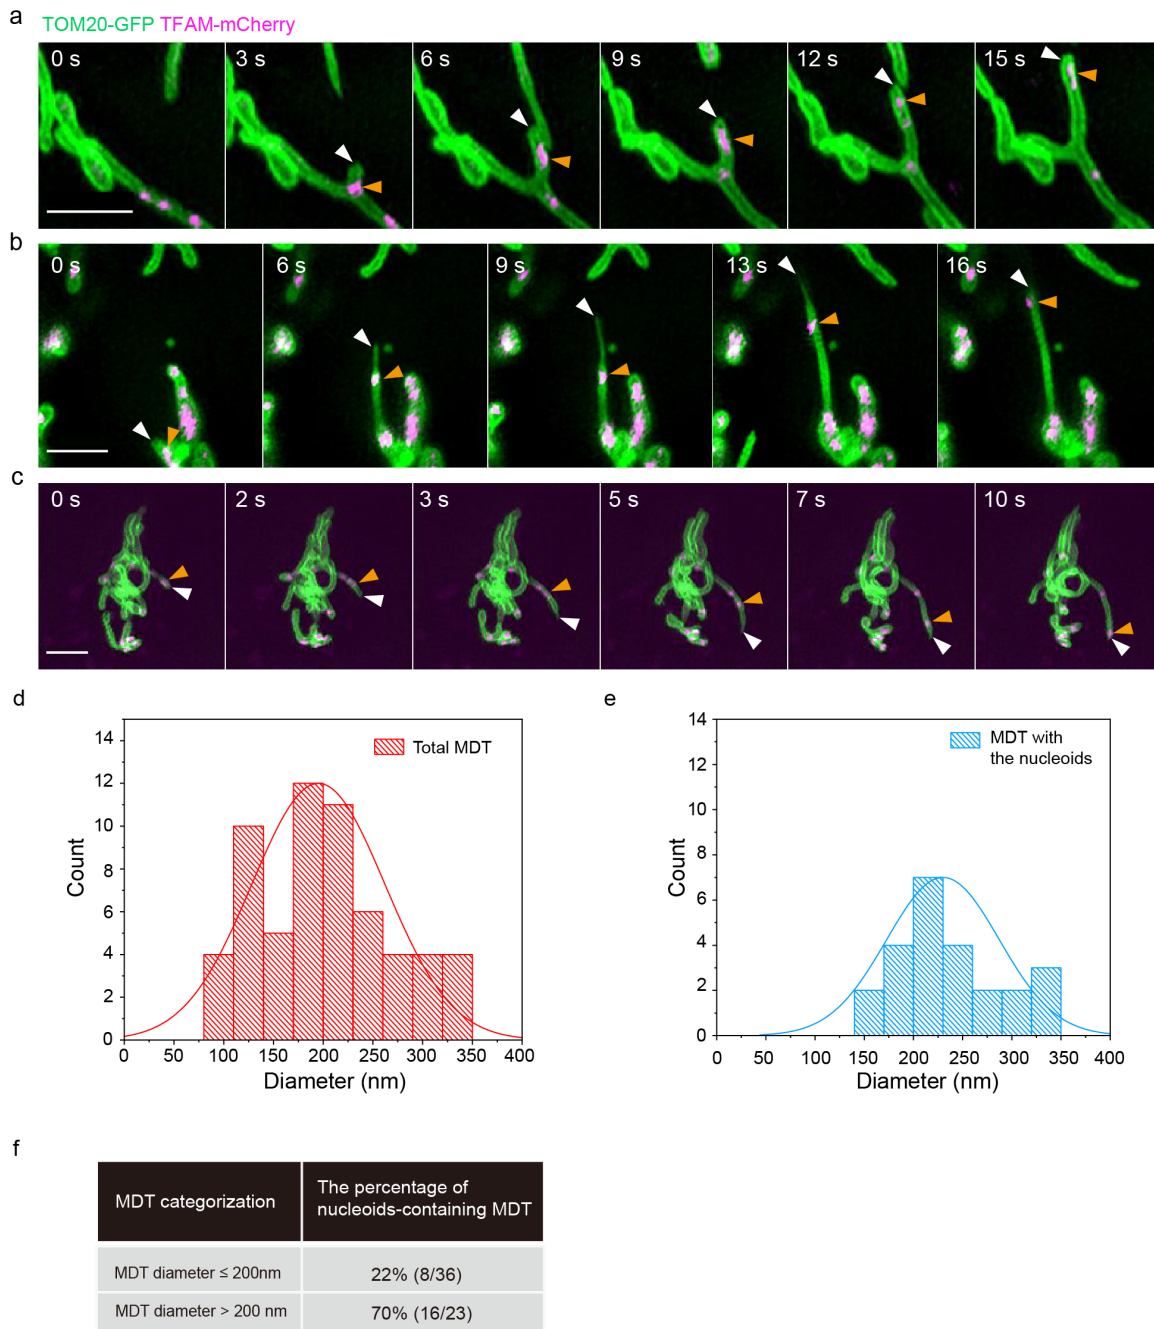 a
TOM20-GFP TFAM-mCherry
0 s
3 s
6 s
9 s
12 s
15 s
b
0 s
6 s
9 s
13 s
16 s
c
0 s
2 s
3 s
5 s
7 s
10 s
d
14
12
10
8
6
4
2
0
Count
0 50 100 150 200 250 300 350 400
Diameter (nm)
Total MDT
e
14
12
10
8
6
4
2
0
Count
0 50 100 150 200 250 300 350 400
Diameter (nm)
MDT with
the nucleoids
f
MDT categorization
The percentage of
nucleoids-containing MDT
MDT diameter ≤ 200nm
22% (8/36)
MDT diameter > 200 nm
70% (16/23)